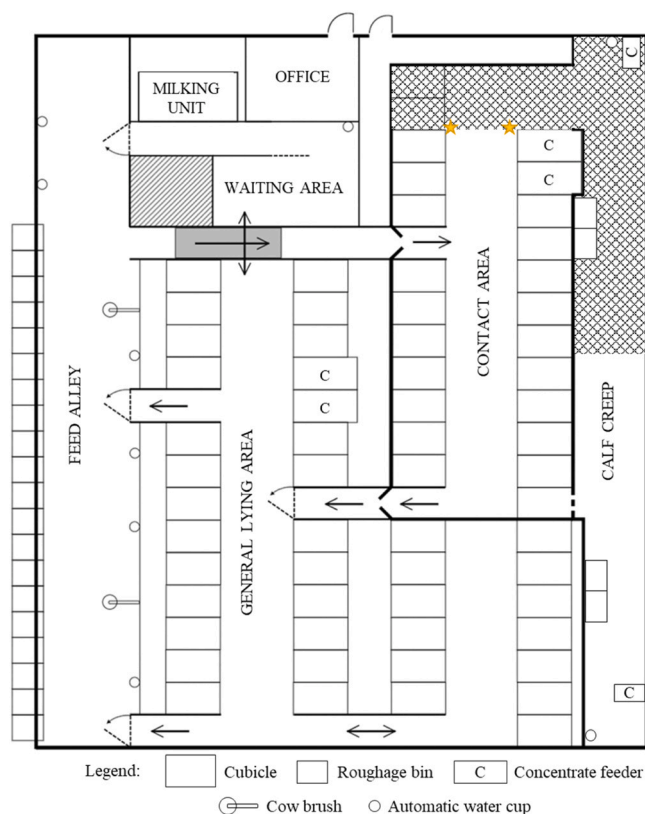 C
OFFICE
MILKING
UNIT
C
C
WAITING AREA
CONTACT AREA
C
C
FEED ALLEY
GENERAL LYING AREA
CALF CREEP
C
Legend: Cubicle Roughage bin C Concentrate feeder
Cow brush Automatic water cup